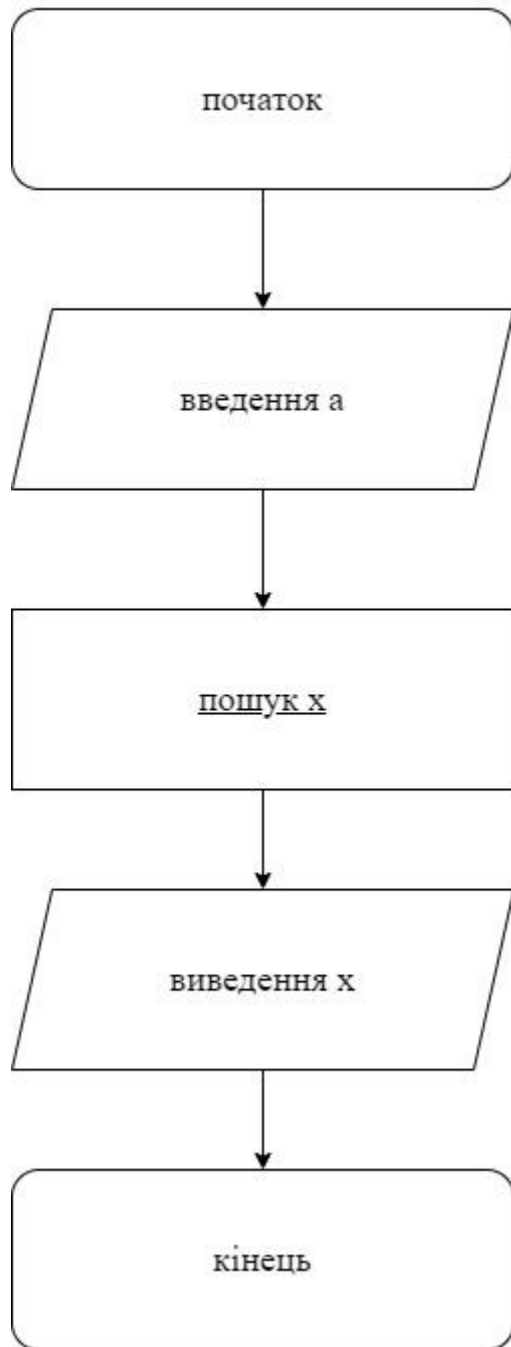 початок
введення а
пошук х
виведення х
кінець